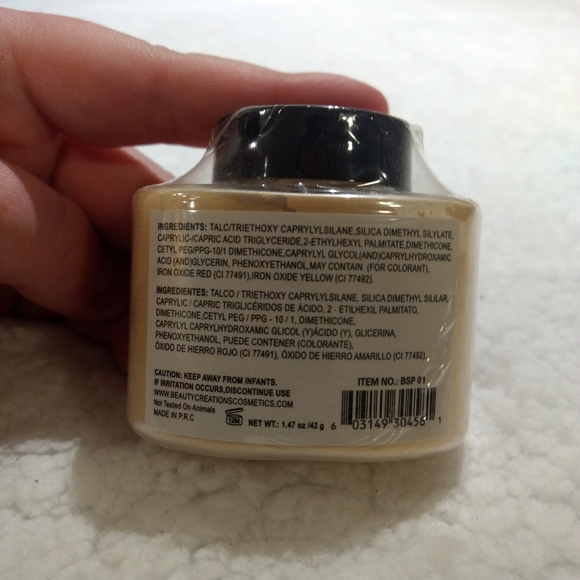 INGREDIENTS: TALC/TRIETHOXY CAPRYLYLSILANE,SILICA DIMETHYL SILYLATE,
CAPRYLIC-/CAPRIC ACID TRIGLYCERIDE,2-ETHYLHEXYL PALMITATE,DIMETHICONE,
CETYL PEG/PPG-10/1 DIMETHICONE,CAPRYLYL GLYCOL(AND)CAPRYLHYDROXAMIC
ACID (AND)GLYCERIN, PHENOXYETHANOL,MAY CONTAIN (FOR COLORANT),
IRON OXIDE RED (CI 77491),IRON OXIDE YELLOW (CI 77492).
INGREDIENTES: TALCO / TRIETHOXY CAPRYLYLSILANE, SILICA DIMETHYL SILILAR,
CAPRILIC / CAPRIC TRIGLICÉRIDOS DE ÁCIDO, 2 - ETILHEXIL PALMITATO,
DIMETHICONE,CETYL PEG / PPG - 10 / 1, DIMETHICONE,
CAPRYLYL CAPRYLHYDROXAMIC GLICOL (Y)ÁCIDO (Y), GLICERINA,
PHENOXYETHANOL, PUEDE CONTENER (COLORANTE),
ÓXIDO DE HIERRO ROJO (CI 77491), ÓXIDO DE HIERRO AMARILLO (CI 77492).
CAUTION: KEEP AWAY FROM INFANTS.
IF IRRITATION OCCURS,DISCONTINUE USE
WWW.BEAUTYCREATIONSCOSMETICS.COM
Not Tested On Animals
MADE IN P.R.C
12M
NET WT.: 1.47 oz /42 g
ITEM NO.: BSP 01
6 03149 30456 1